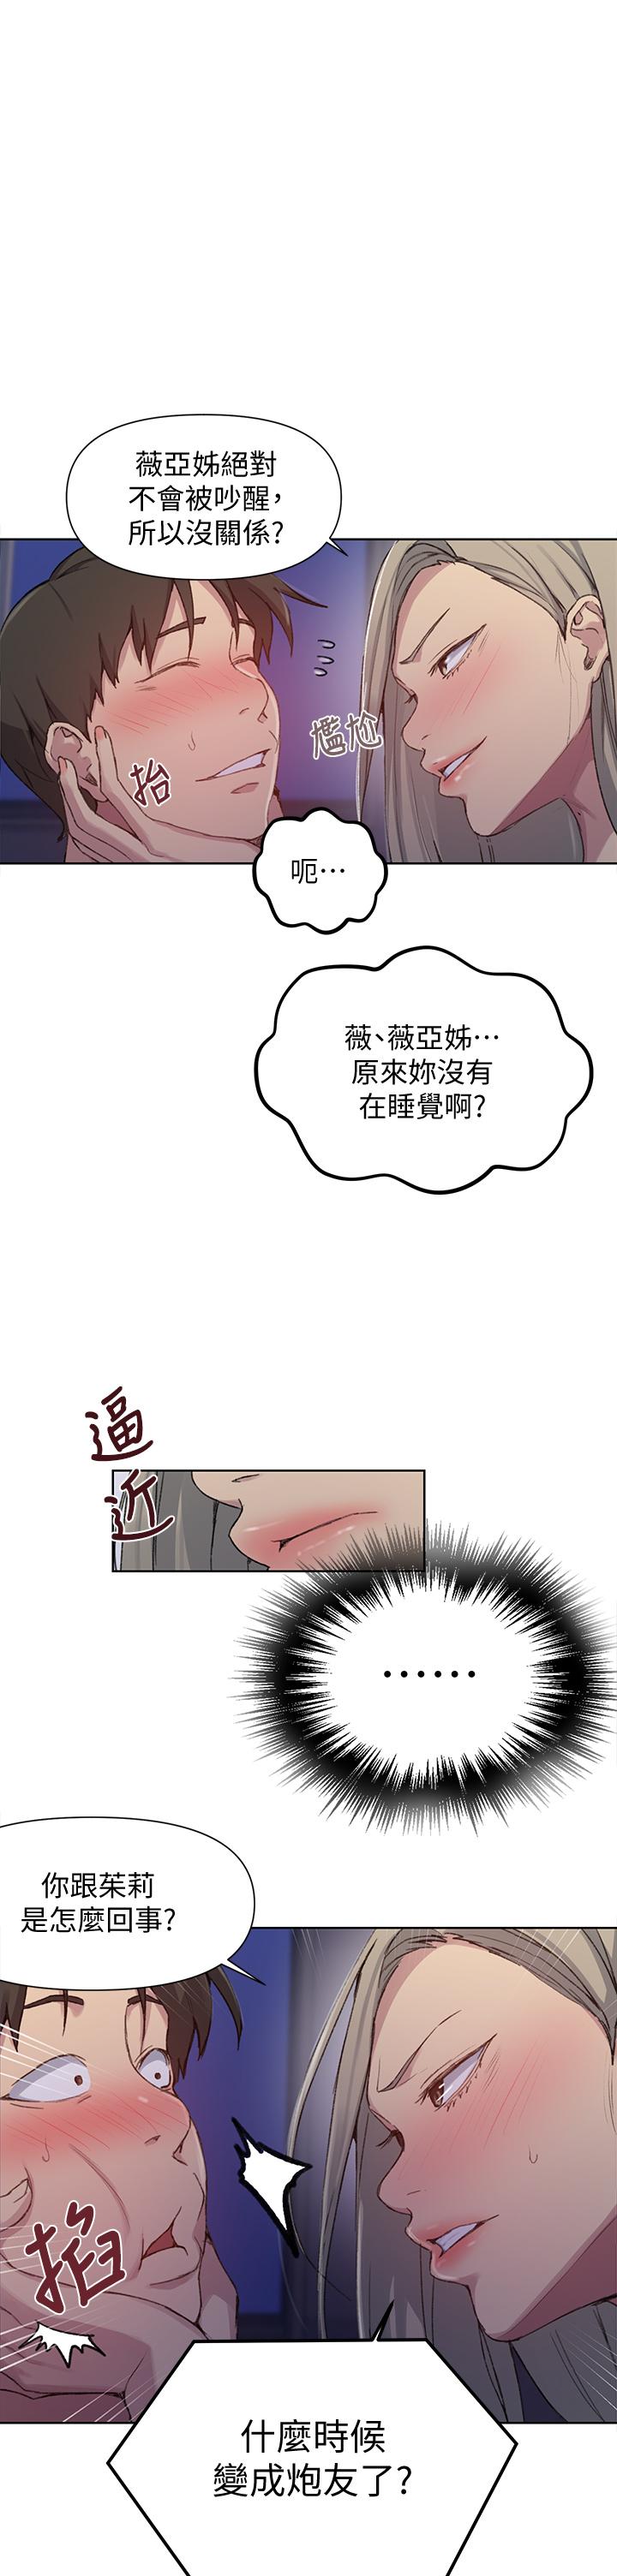 薇亞姊絕對
不會被吵醒，
所以沒關係?
尷尬
抬
呃⋯
薇、薇亞姊⋯
原來妳沒有
在睡覺啊?
逼近
⋯⋯
你跟茱莉
是怎麼回事?
掐
什麼時候
變成炮友了?